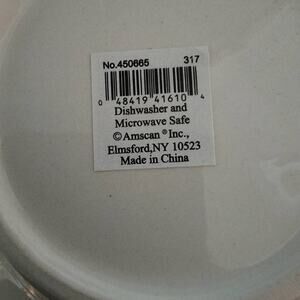 No.450665 317
0 48419 41610 4
Dishwasher and
Microwave Safe
©Amscan® Inc.,
Elmsford,NY 10523
Made in China